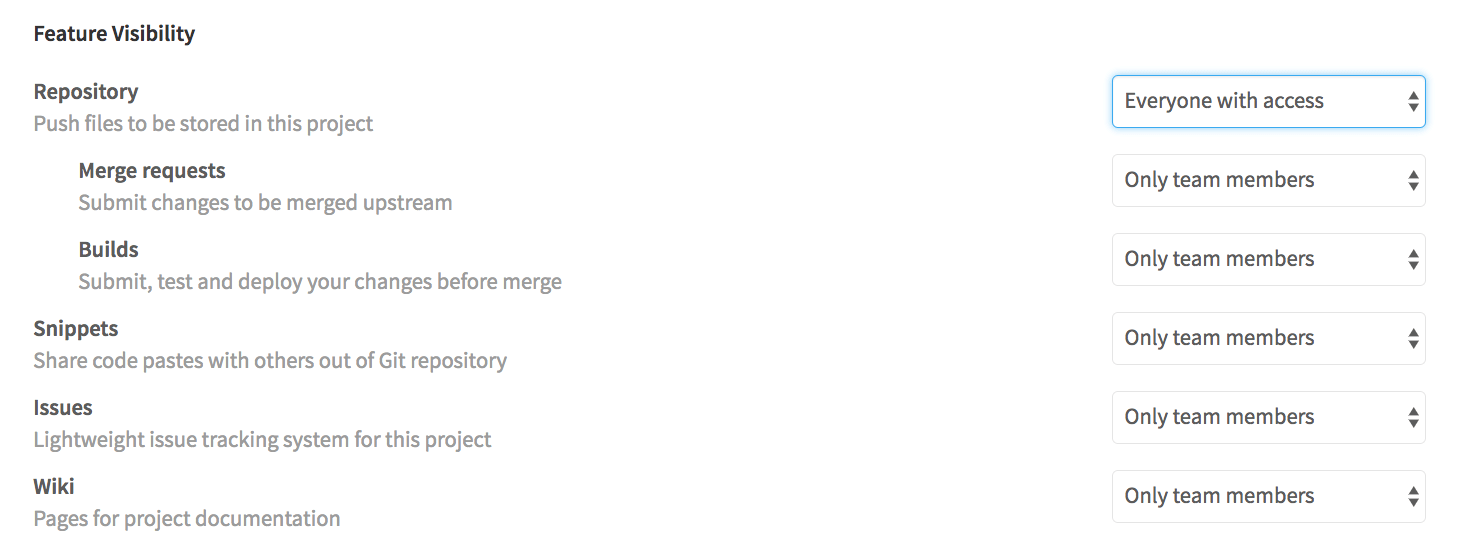 Feature Visibility
Repository
Everyone with access
Push files to be stored in this project
Merge requests
Only team members
Submit changes to be merged upstream
Builds
Only team members
Submit, test and deploy your changes before merge
Snippets
Only team members
Share code pastes with others out of Git repository
Issues
Only team members
Lightweight issue tracking system for this project
Wiki
Only team members
Pages for project documentation